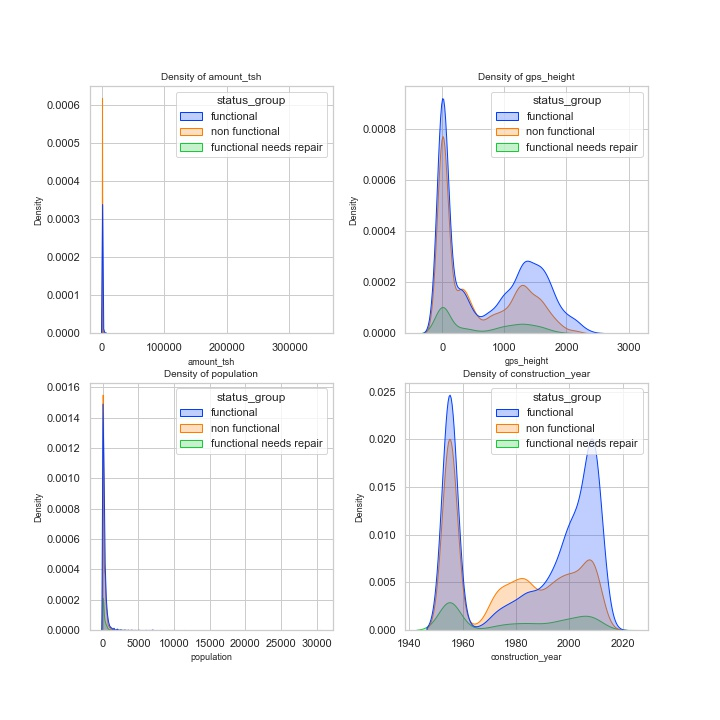 Density of amount_tsh
Density
0.0006
0.0005
0.0004
0.0003
0.0002
0.0001
0.0000
status_group
functional
non functional
functional needs repair
0
100000
200000
300000
amount_tsh
Density of gps_height
Density
0.0008
0.0006
0.0004
0.0002
0.0000
status_group
functional
non functional
functional needs repair
0
1000
2000
3000
gps_height
Density of population
Density
0.0016
0.0014
0.0012
0.0010
0.0008
0.0006
0.0004
0.0002
0.0000
status_group
functional
non functional
functional needs repair
0
5000
10000
15000
20000
25000
30000
population
Density of construction_year
Density
0.025
0.020
0.015
0.010
0.005
0.000
status_group
functional
non functional
functional needs repair
1940
1960
1980
2000
2020
construction_year